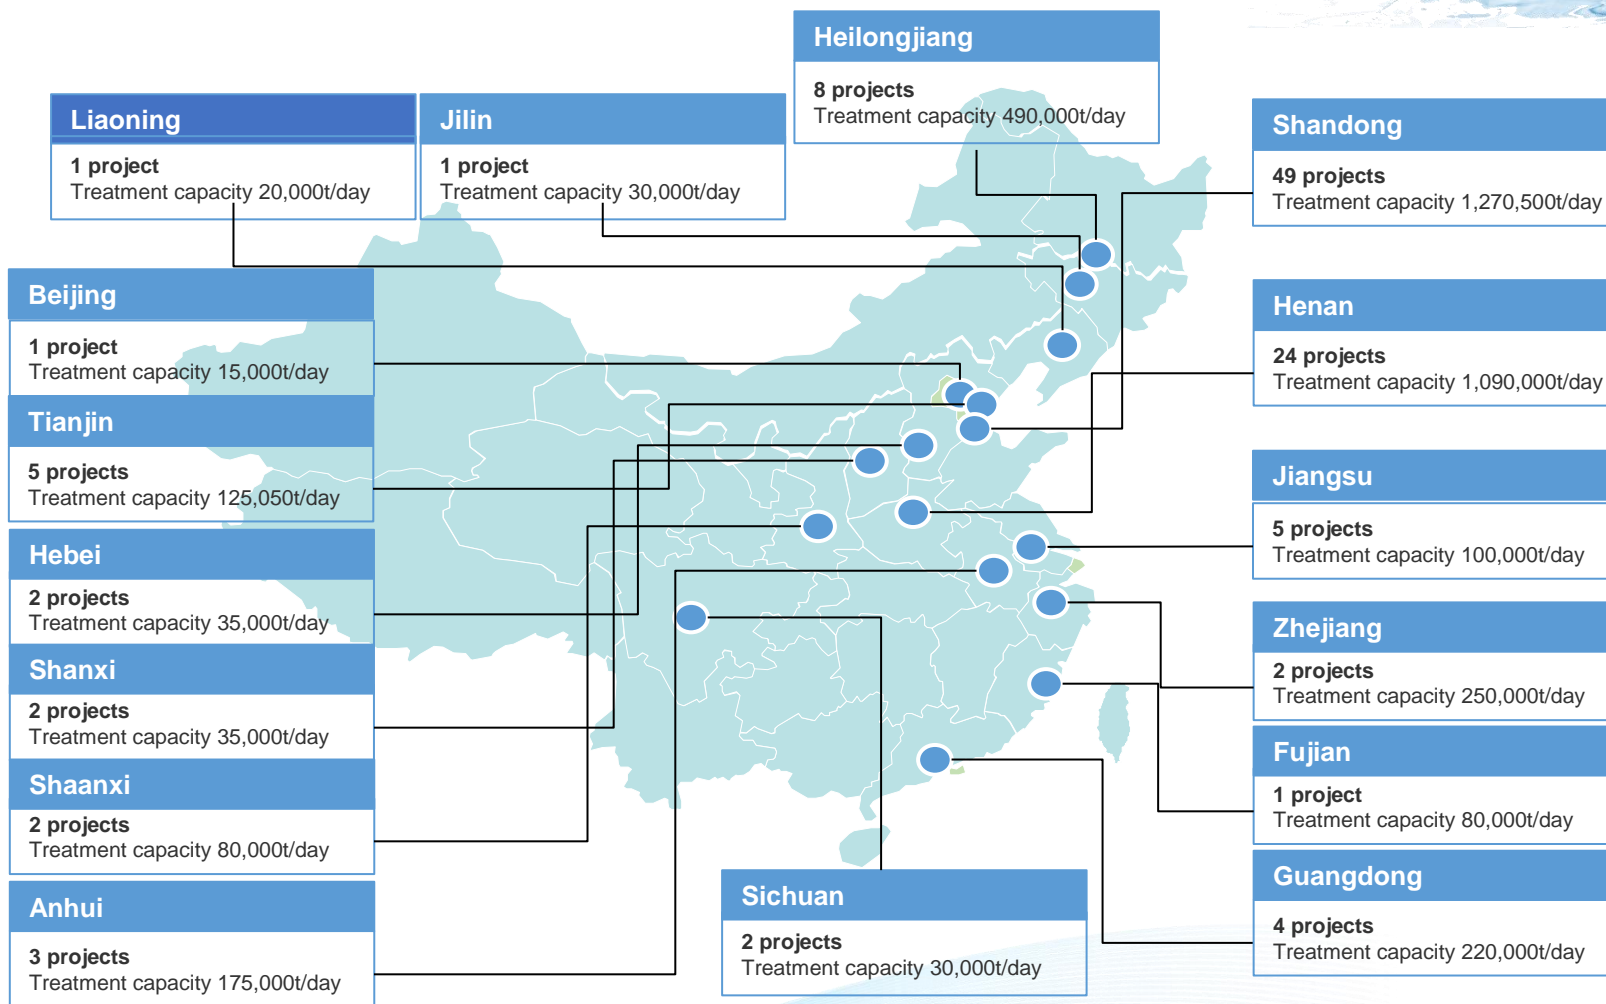 Heilongjiang
8 projects
Treatment capacity 490,000t/day
Liaoning
1 project
Treatment capacity 20,000t/day
Jilin
1 project
Treatment capacity 30,000t/day
Shandong
49 projects
Treatment capacity 1,270,500t/day
Beijing
1 project
Treatment capacity 15,000t/day
Henan
24 projects
Treatment capacity 1,090,000t/day
Tianjin
5 projects
Treatment capacity 125,050t/day
Jiangsu
5 projects
Treatment capacity 100,000t/day
Hebei
2 projects
Treatment capacity 35,000t/day
Zhejiang
2 projects
Treatment capacity 250,000t/day
Shanxi
2 projects
Treatment capacity 35,000t/day
Fujian
1 project
Treatment capacity 80,000t/day
Shaanxi
2 projects
Treatment capacity 80,000t/day
Guangdong
4 projects
Treatment capacity 220,000t/day
Anhui
3 projects
Treatment capacity 175,000t/day
Sichuan
2 projects
Treatment capacity 30,000t/day